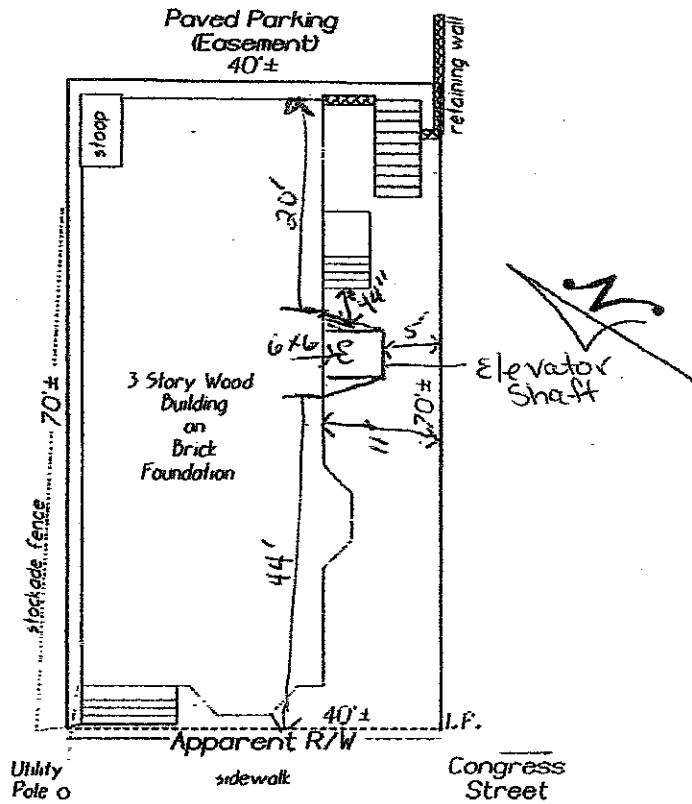 Paved Parking
(Easement)
40'±
retaining wall
stoop
20'
44"
6x6
E
5'
N
Elevator
Shaft
3 Story Wood
Building
on
Brick
Foundation
70'±
70'±
11
44'
stockade fence
40'±
I.F.
Apparent R/W
Utility
Pole
sidewalk
Congress
Street